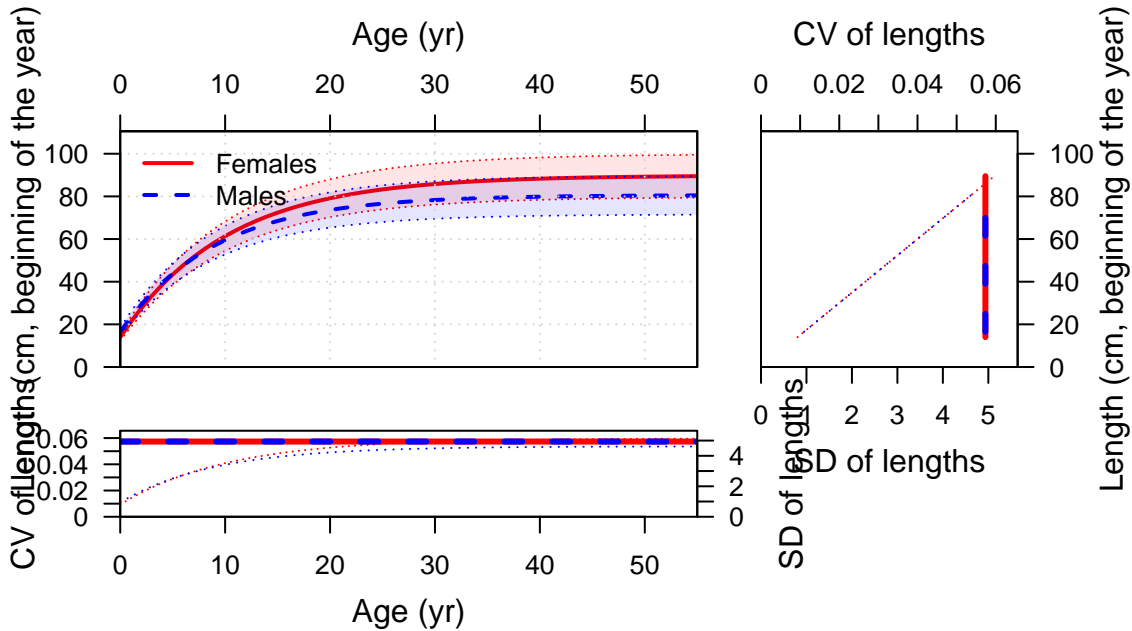 Age (yr)
0 10 20 30 40 50
Length (cm, beginning of the year)
100
80
60
40
20
0
Females
Males
CV of lengths
0 0.02 0.04 0.06
100
80
60
40
20
0
Length (cm, beginning of the year)
0 1 2 3 4 5
SD of lengths
CV of lengths
0.06
0.04
0.02
0
4
2
0
SD of lengths
0 10 20 30 40 50
Age (yr)